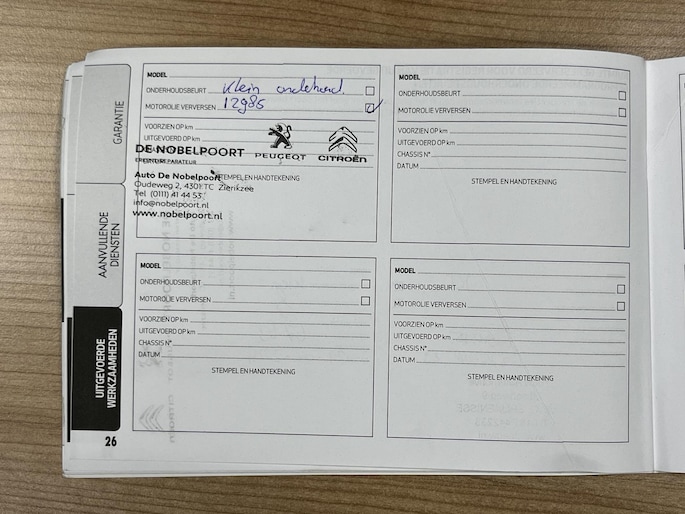 GARANTIE
AANVULLENDE
DIENSTEN
UITGEVOERDE
WERKZAAMHEDEN
26
MODEL
ONDERHOUDSBEURT Klein onderhoud
MOTOROLIE VERVERSEN 12986
VOORZIEN OP km
UITGEVOERD OP km
DE NOBELPOORT PEUGEOT CITROËN
Auto De Nobelpoort STEMPEL EN HANDTEKENING
Oudeweg 2, 4301 TC Zierikzee
Tel (0111) 41 44 53
info@nobelpoort.nl
www.nobelpoort.nl
MODEL
ONDERHOUDSBEURT
MOTOROLIE VERVERSEN
VOORZIEN OP km
UITGEVOERD OP km
CHASSIS N°
DATUM
STEMPEL EN HANDTEKENING
MODEL
ONDERHOUDSBEURT
MOTOROLIE VERVERSEN
VOORZIEN OP km
UITGEVOERD OP km
CHASSIS N°
DATUM
STEMPEL EN HANDTEKENING
MODEL
ONDERHOUDSBEURT
MOTOROLIE VERVERSEN
VOORZIEN OP km
UITGEVOERD OP km
CHASSIS N°
DATUM
STEMPEL EN HANDTEKENING